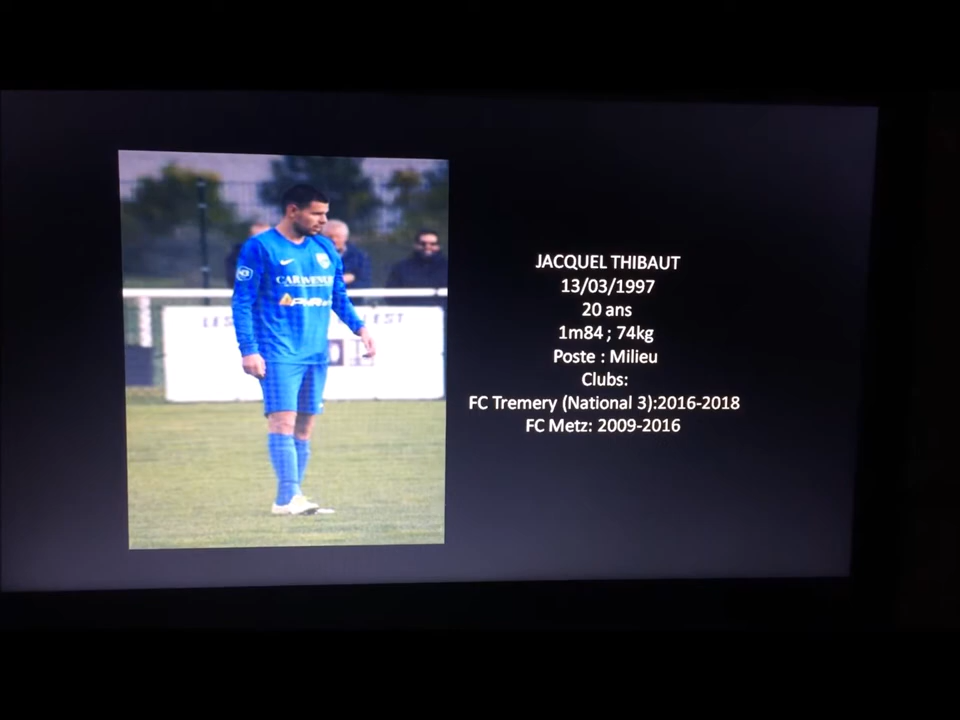 JACQUEL THIBAUT
13/03/1997
20 ans
1m84 ; 74kg
Poste : Milieu
Clubs:
FC Tremery (National 3):2016-2018
FC Metz: 2009-2016